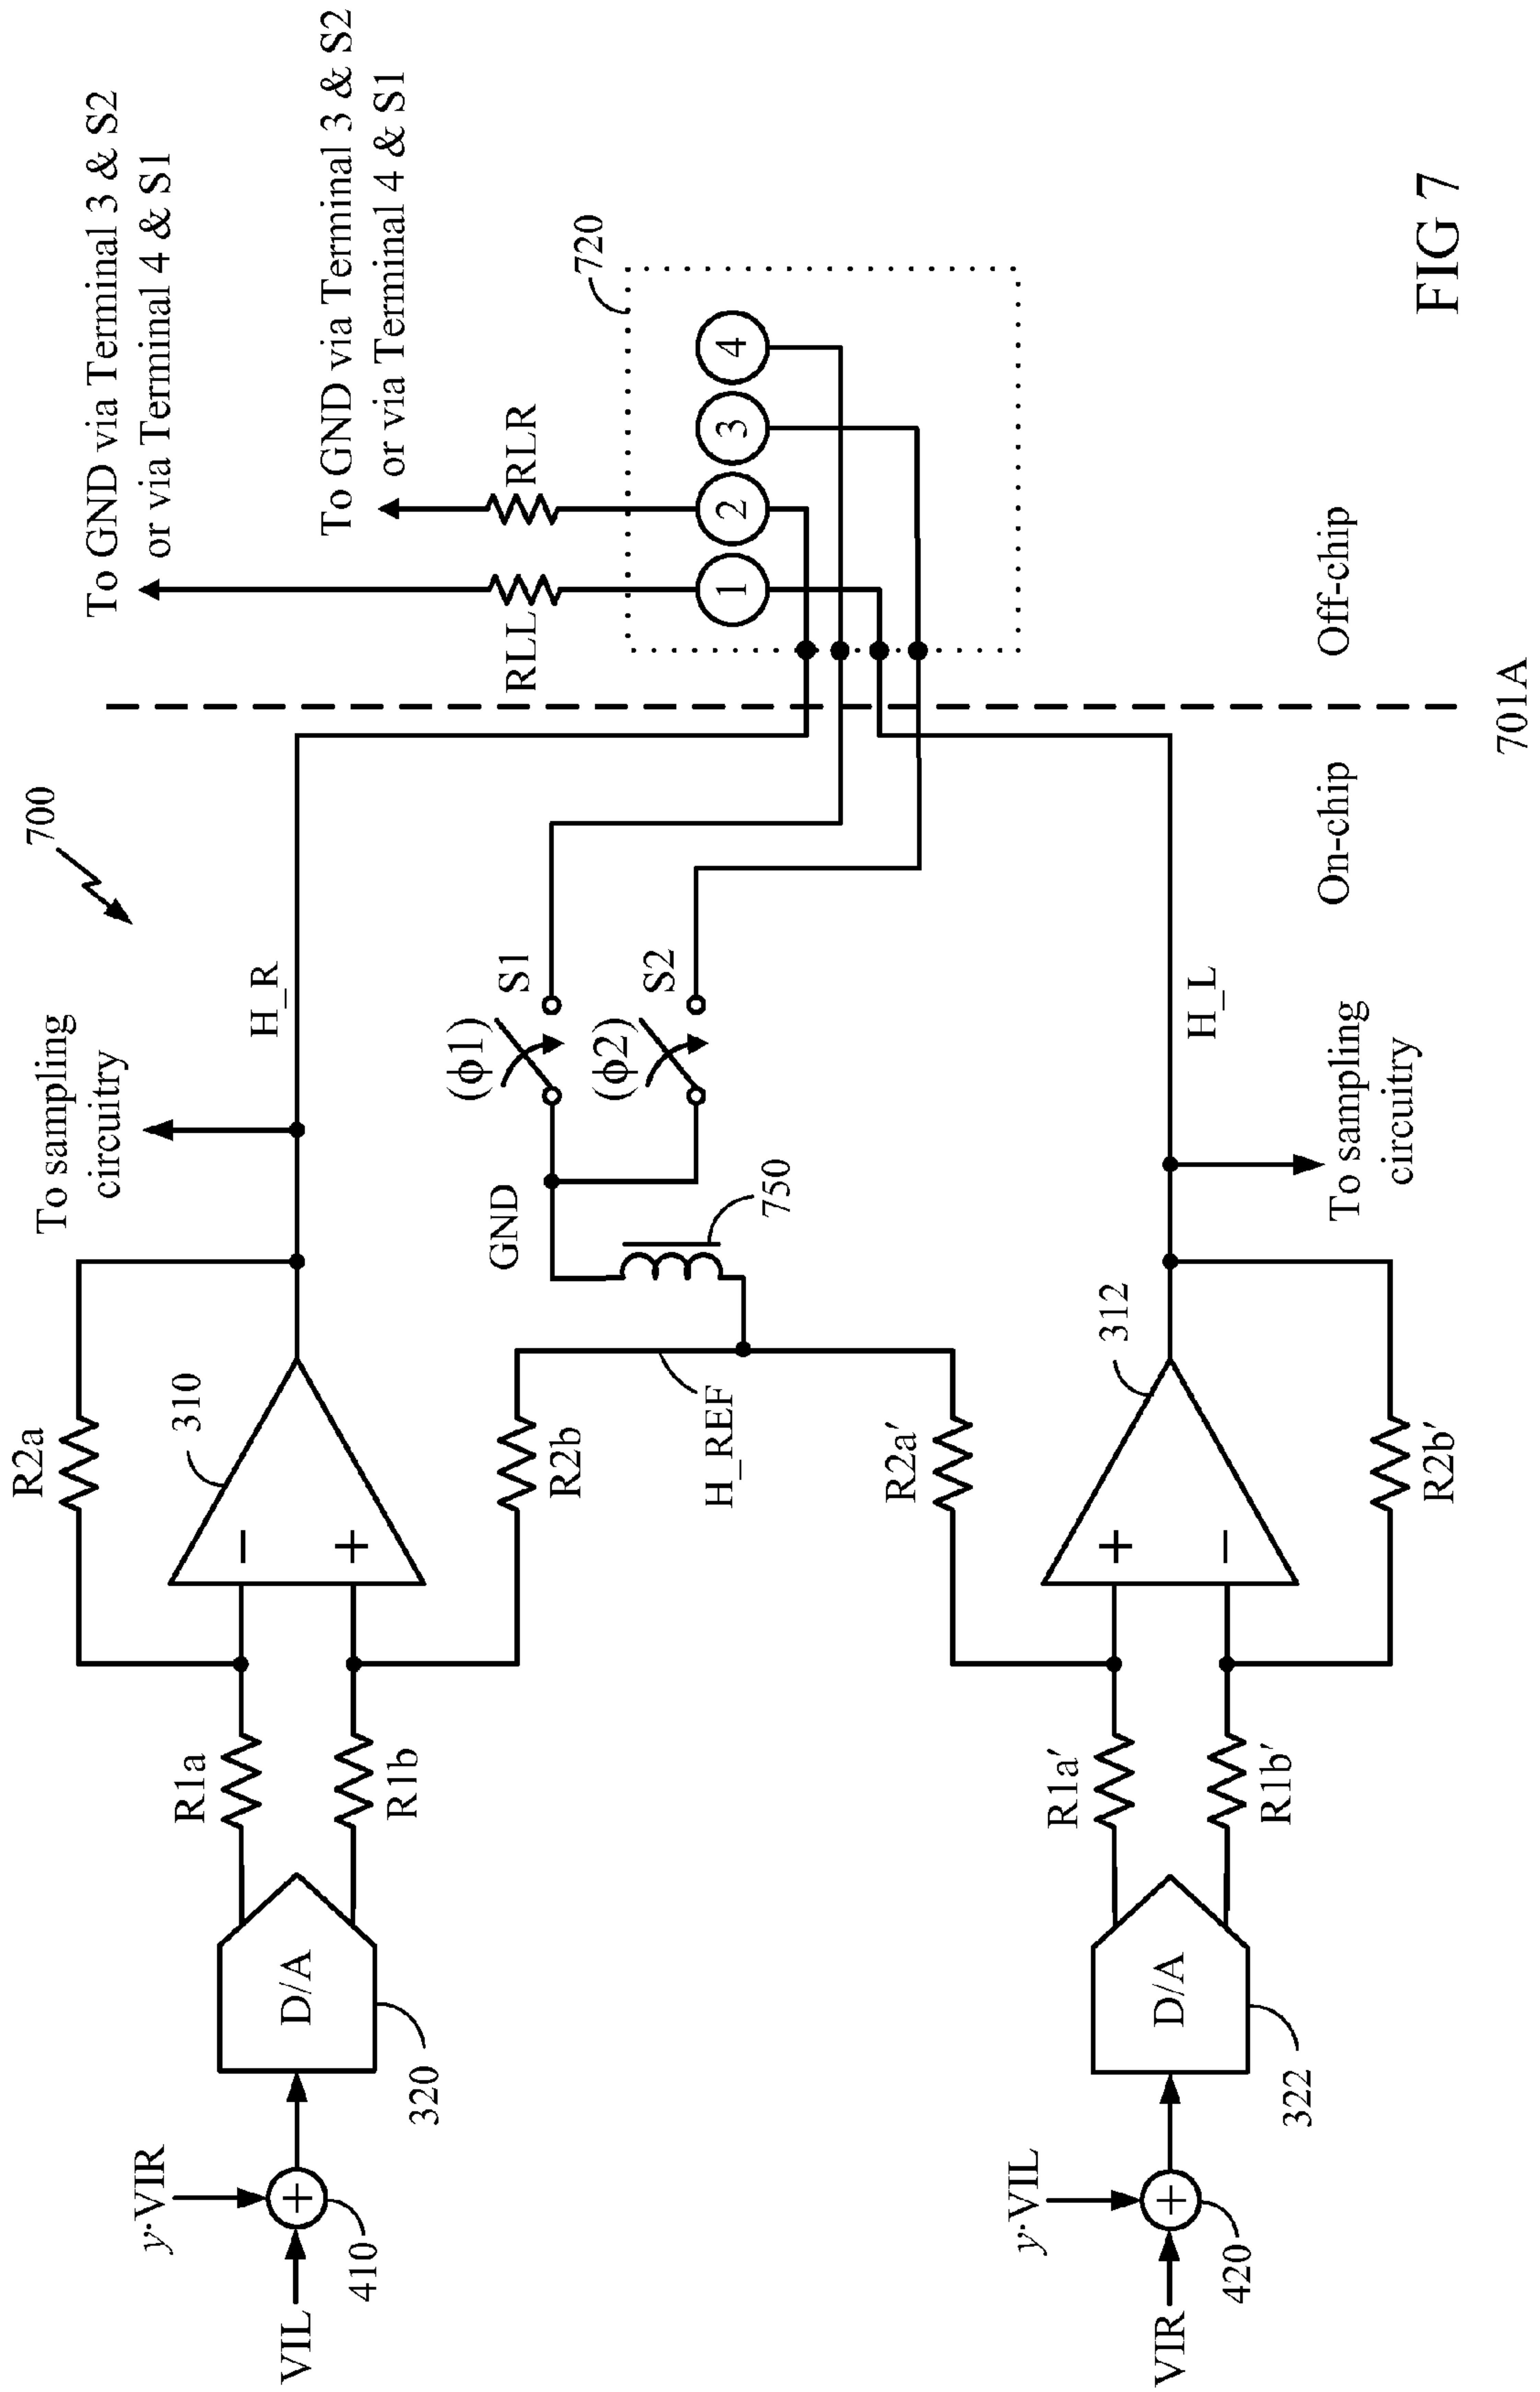 700
To sampling
circuitry
To GND via Terminal 3 & S2
or via Terminal 4 & S1
To GND via Terminal 3 & S2
or via Terminal 4 & S1
R2a
310
H_R
RLL
RLR
720
y·VIR
VIL
+
410
D/A
320
R1a
R1b
−
+
R2b
GND
(ϕ1)
S1
(ϕ2)
S2
750
H_REF
1
2
3
4
R2a′
312
H_L
y·VIL
VIR
+
420
D/A
322
R1a′
R1b′
+
−
R2b′
To sampling
circuitry
On-chip
Off-chip
701A
FIG 7